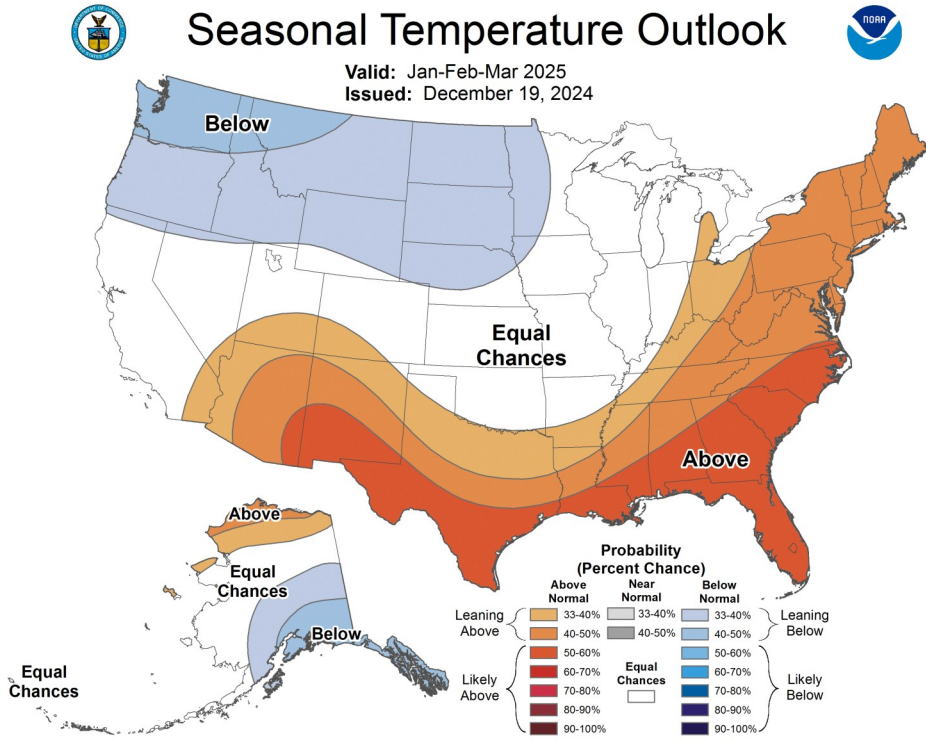 Seasonal Temperature Outlook
NOAA
Valid: Jan-Feb-Mar 2025
Issued: December 19, 2024
Below
Equal
Chances
Above
Above
Equal
Chances
Below
Equal
Chances
Probability
(Percent Chance)
Above
Normal
Near
Normal
Below
Normal
Leaning
Above
33-40% 33-40% 33-40%
40-50% 40-50% 40-50%
Leaning
Below
Likely
Above
50-60% 50-60%
60-70% 60-70%
70-80% 70-80%
80-90% 80-90%
90-100% 90-100%
Equal
Chances
Likely
Below